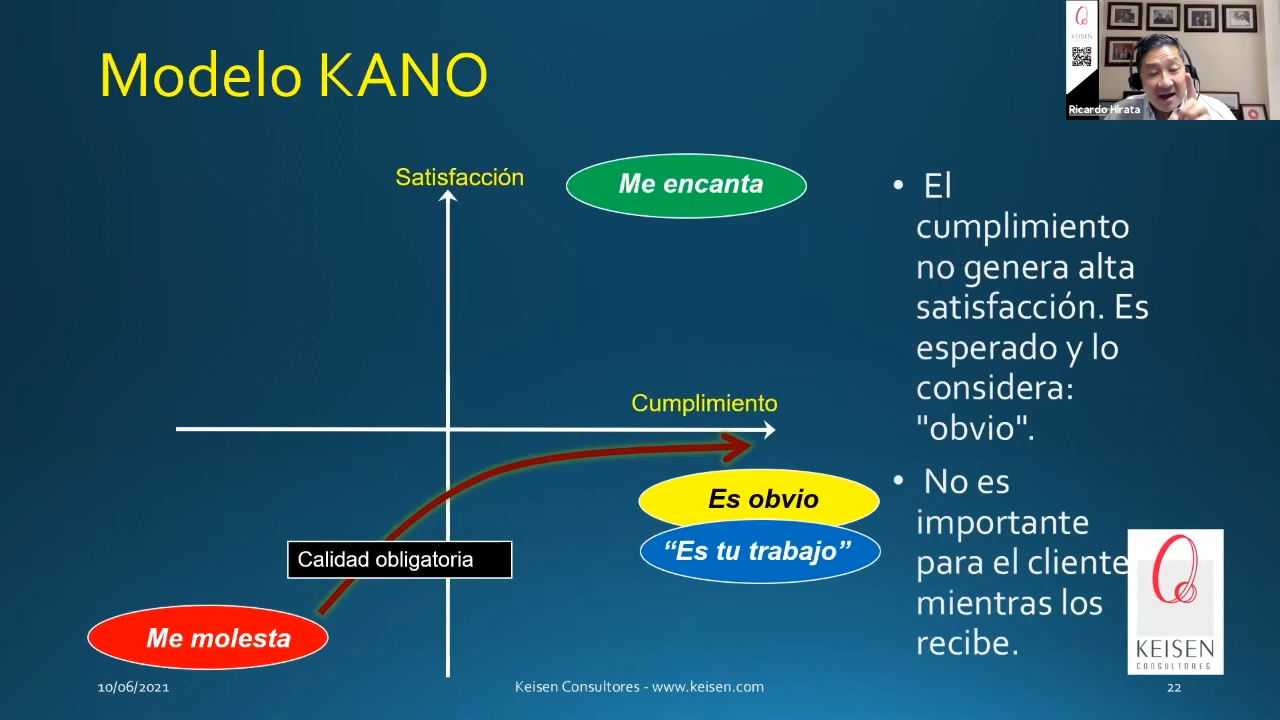 Modelo KANO
KEISEN
Ricardo Hirata
Satisfacción
Me encanta
Cumplimiento
Es obvio
“Es tu trabajo”
Calidad obligatoria
Me molesta
• El
cumplimiento
no genera alta
satisfacción. Es
esperado y lo
considera:
"obvio".
• No es
importante
para el cliente
mientras los
recibe.
KEISEN
CONSULTORES
10/06/2021
Keisen Consultores - www.keisen.com
22